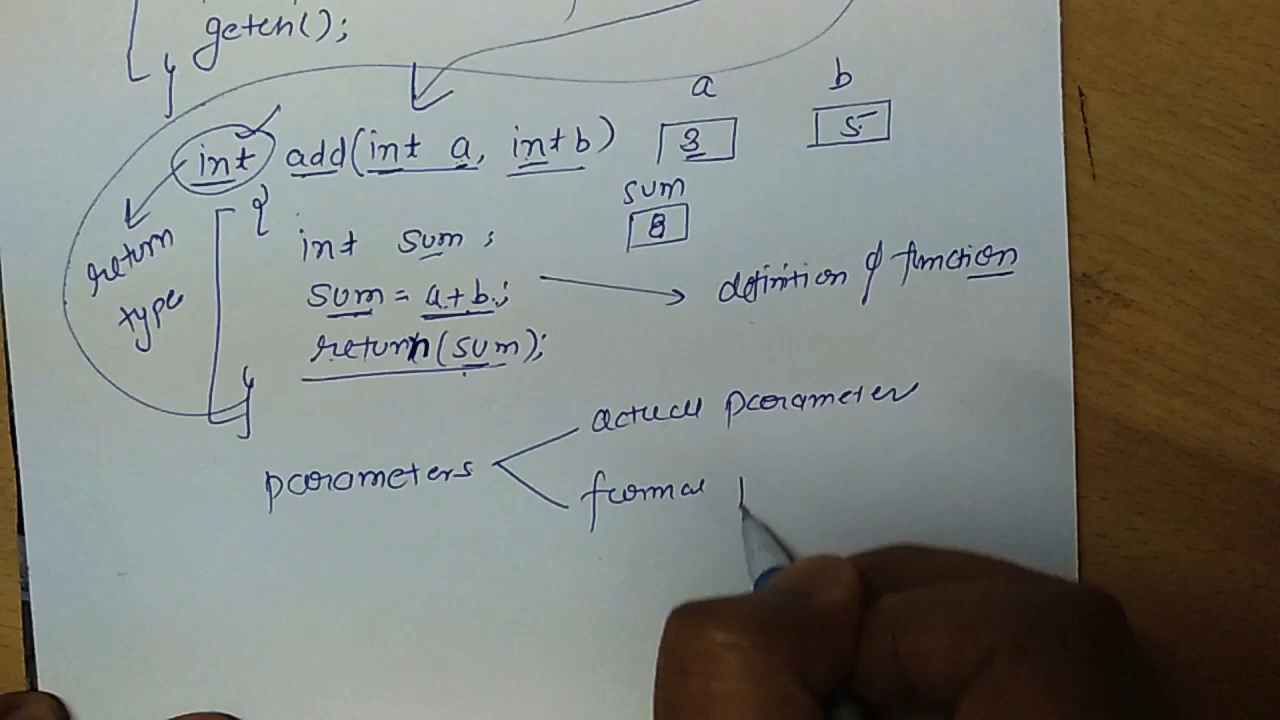 getch();
}
a b
int add(int a, int b) 3 5
{
sum
int sum; 8
return type
sum = a+b; definition of function
return(sum);
}
actual parameter
parameters
formal